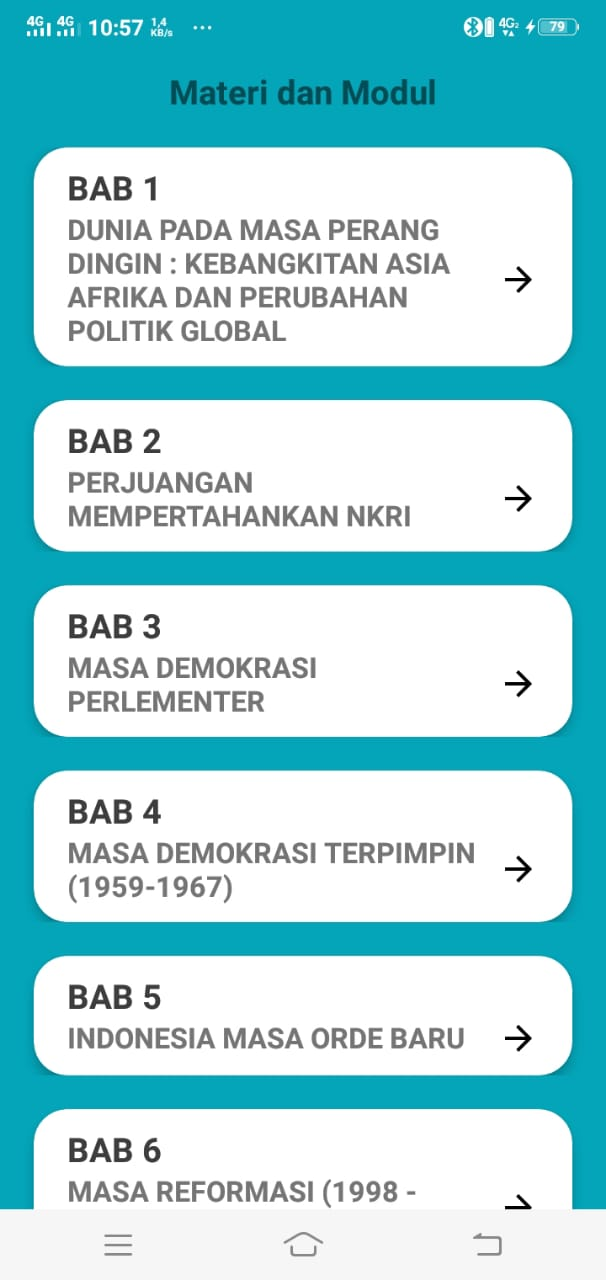 4G 4G 10:57 1,4 KB/s ... 4G2 79
Materi dan Modul
BAB 1
DUNIA PADA MASA PERANG
DINGIN : KEBANGKITAN ASIA
AFRIKA DAN PERUBAHAN
POLITIK GLOBAL
BAB 2
PERJUANGAN
MEMPERTAHANKAN NKRI
BAB 3
MASA DEMOKRASI
PERLEMENTER
BAB 4
MASA DEMOKRASI TERPIMPIN
(1959-1967)
BAB 5
INDONESIA MASA ORDE BARU
BAB 6
MASA REFORMASI (1998 -